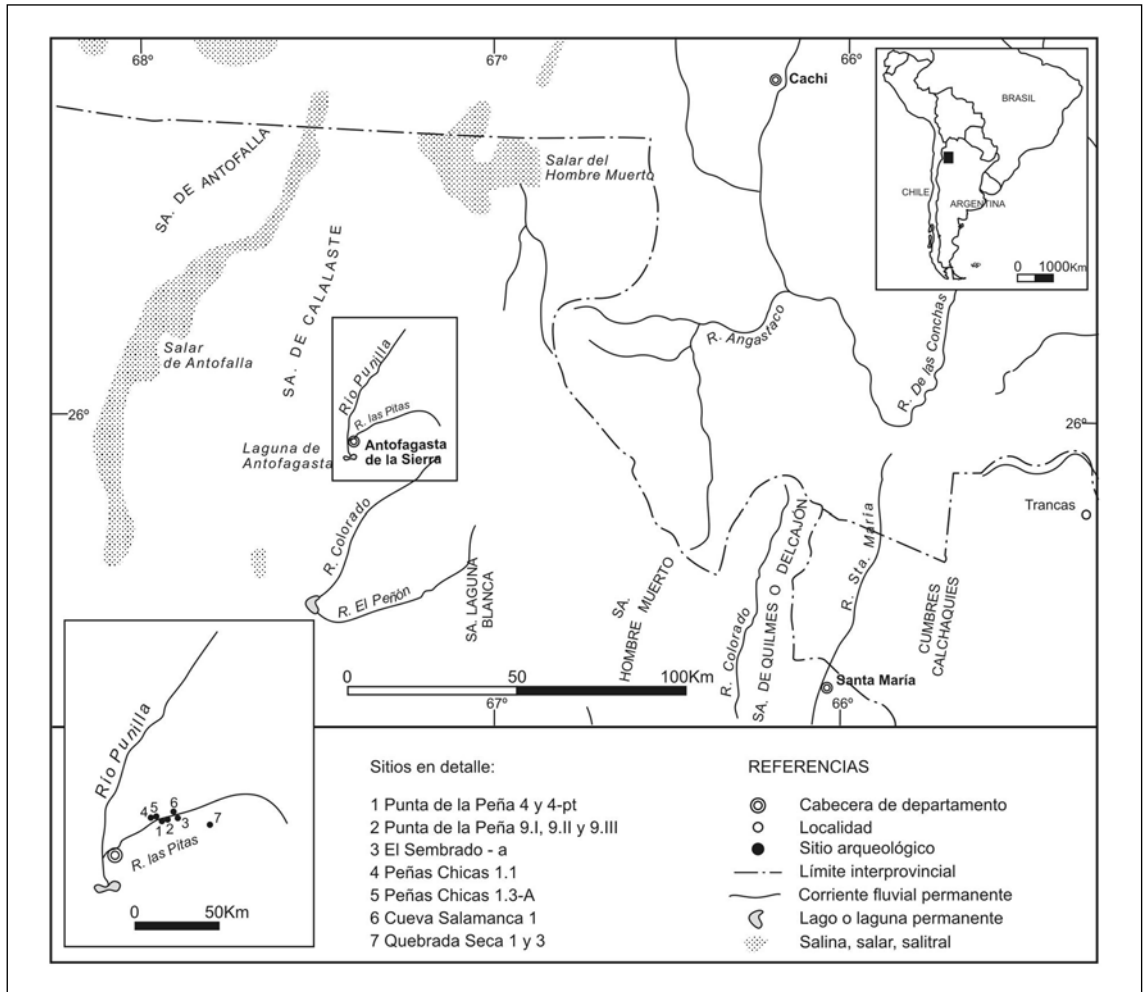 68º
67º
66º
Cachi
BRASIL
CHILE
ARGENTINA
0 1000Km
SA. DE ANTOFALLA
Salar del
Hombre Muerto
SA. DE CALALASTE
Salar
de Antofalla
Río Punilla
R. las Pitas
Antofagasta
de la Sierra
Laguna de
Antofagasta
R. Angastaco
R. De las Conchas
26º
26º
Trancas
R. Colorado
R. El Peñón
SA. LAGUNA
BLANCA
SA.
HOMBRE MUERTO
R. Colorado
SA. DE QUILMES O DELCAJÓN
R. Sta. María
CUMBRES
CALCHAQUIES
Santa María
0 50 100Km
67º
66º
Río Punilla
4 5 6
1 2 3 7
R. las Pitas
0 50Km
Sitios en detalle:
1 Punta de la Peña 4 y 4-pt
2 Punta de la Peña 9.I, 9.II y 9.III
3 El Sembrado - a
4 Peñas Chicas 1.1
5 Peñas Chicas 1.3-A
6 Cueva Salamanca 1
7 Quebrada Seca 1 y 3
REFERENCIAS
Cabecera de departamento
Localidad
Sitio arqueológico
Límite interprovincial
Corriente fluvial permanente
Lago o laguna permanente
Salina, salar, salitral